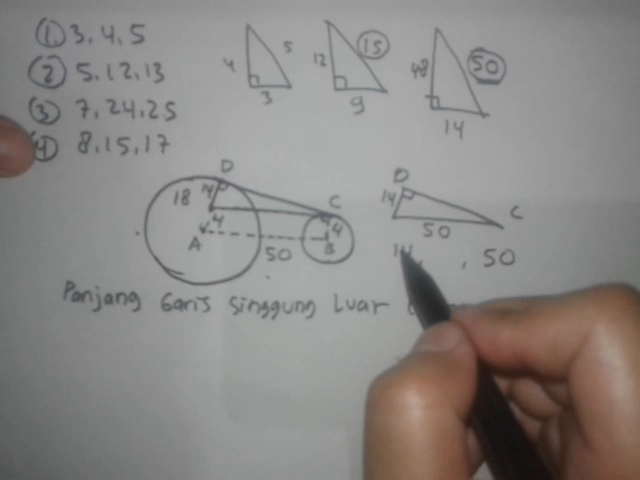 ① 3, 4, 5
② 5, 12, 13
③ 7, 24, 25
④ 8, 15, 17
4
5
3
12
15
9
48
50
14
D
18
14
C
4
4
A
B
50
D
14
C
50
14, , 50
Panjang Garis Singgung Luar